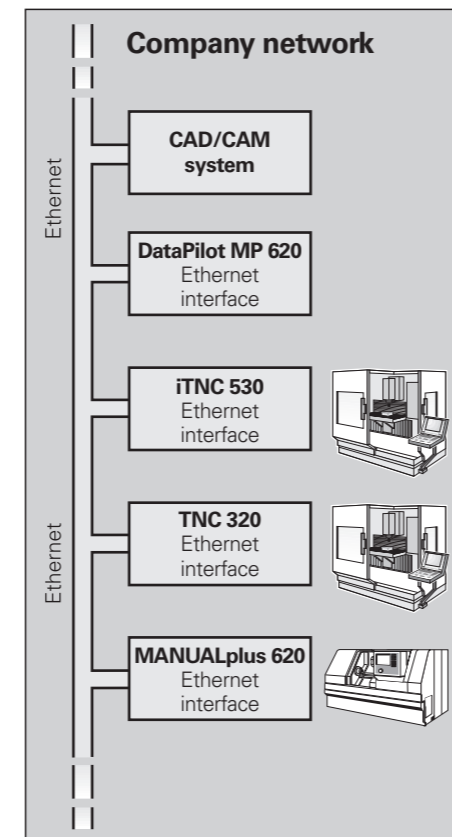 Company network
Ethernet
CAD/CAM
system
DataPilot MP 620
Ethernet
interface
iTNC 530
Ethernet
interface
TNC 320
Ethernet
interface
Ethernet
MANUALplus 620
Ethernet
interface